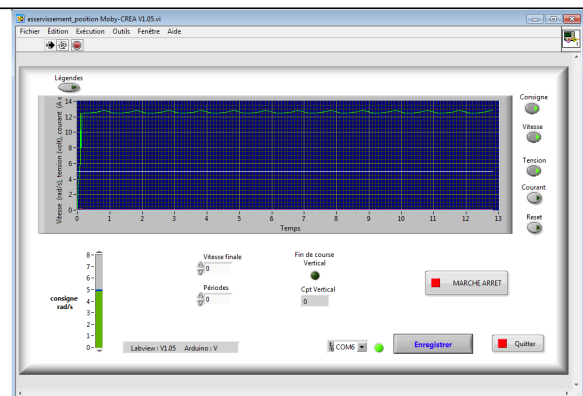 asservissement_position Moby-CREA V1.05.vi
Fichier Édition Exécution Outils Fenêtre Aide
Légendes
Vitesse (rad/s), tension (volt), courant (A x
14
12
10
8
6
4
2
0
0 1 2 3 4 5 6 7 8 9 10 11 12 13
Temps
Consigne
Vitesse
Tension
Courant
Reset
8
7
6
5
4
3
2
1
0
consigne
rad/s
Vitesse finale
0
Périodes
0
Fin de course
Vertical
Cpt Vertical
0
MARCHE ARRET
Labview : V1.05 Arduino : V
COM6
Enregistrer
Quitter